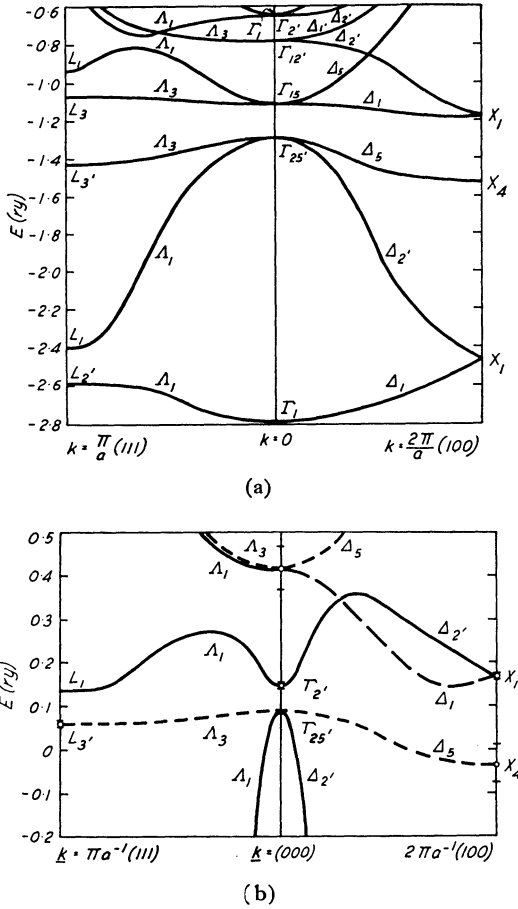 -0.6
-0.8
-1.0
-1.2
-1.4
-1.6
-1.8
-2.0
-2.2
-2.4
-2.6
-2.8
E(ry)
L1
L3
L3'
L1
L2'
Λ1
Λ1
Λ3
Λ3
Λ3
Λ1
Λ1
Γ1
Γ2'
Γ12'
Γ15
Γ25'
Γ1
Δ1'
Δ2'
Δ2'
Δ5
Δ1
Δ5
Δ2'
Δ1
X1
X4
X1
k = π/a (111)
k = 0
k = 2π/a (100)
(a)
0.5
0.4
0.3
0.2
0.1
0
-0.1
-0.2
E(ry)
L1
L3'
Λ3
Λ1
Λ1
Λ3
Λ1
Γ2'
Γ25'
Δ5
Δ2'
Δ1
Δ5
Δ2'
X1
X4
k = πa⁻¹(111)
k = (000)
2πa⁻¹(100)
(b)